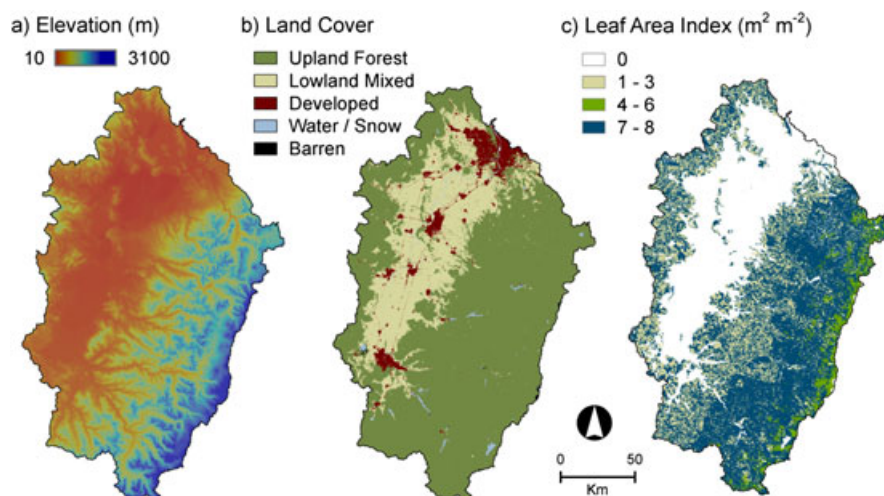 a) Elevation (m)
10 3100
b) Land Cover
Upland Forest
Lowland Mixed
Developed
Water / Snow
Barren
c) Leaf Area Index (m² m⁻²)
0
1 - 3
4 - 6
7 - 8
0 50
Km